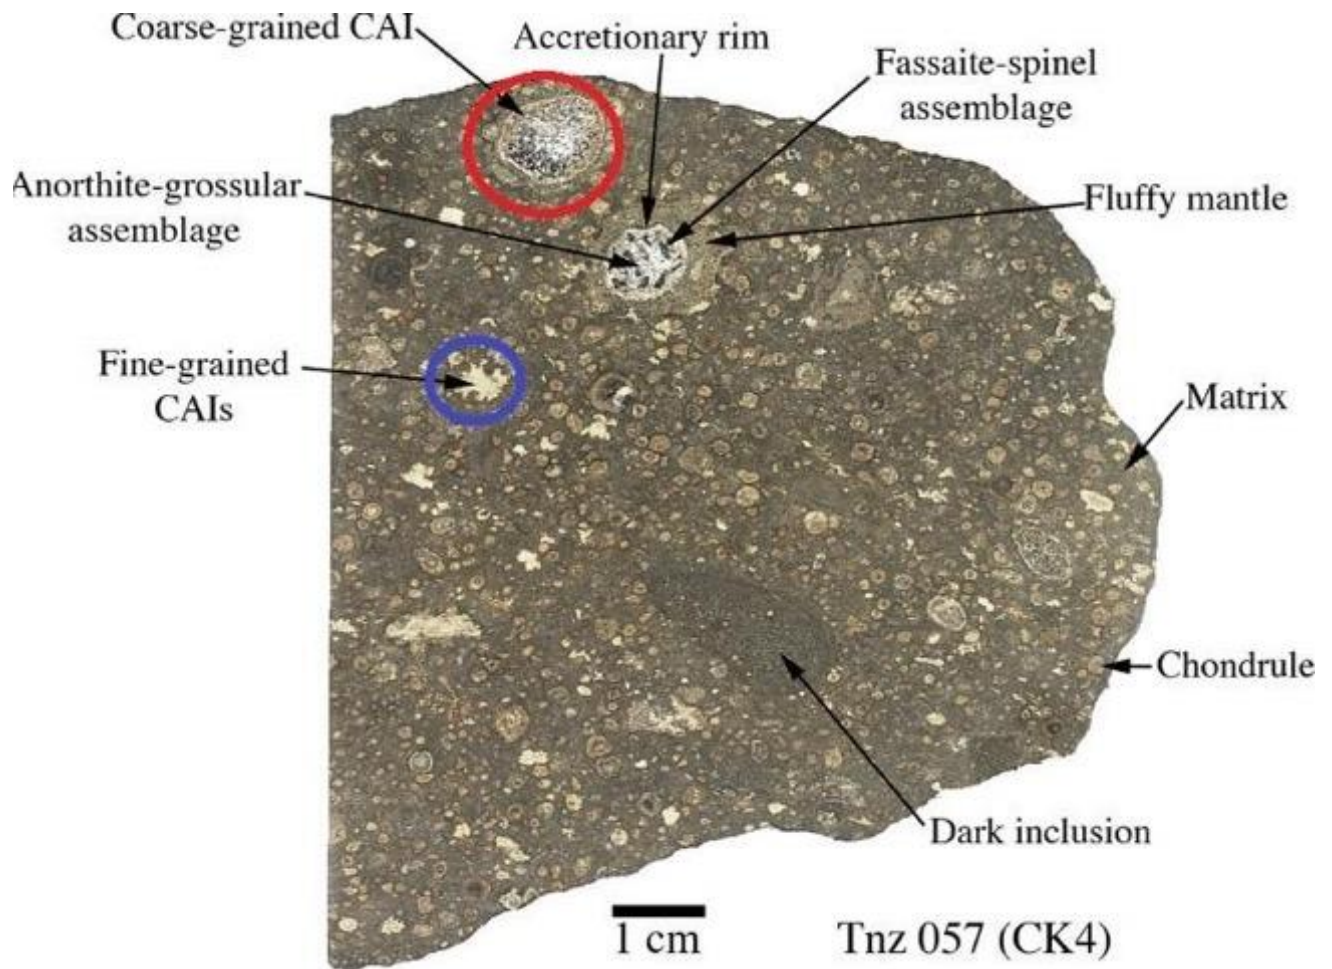 Coarse-grained CAI
Accretionary rim
Fassaite-spinel
assemblage
Anorthite-grossular
assemblage
Fluffy mantle
Fine-grained
CAIs
Matrix
Chondrule
Dark inclusion
1 cm
Tnz 057 (CK4)